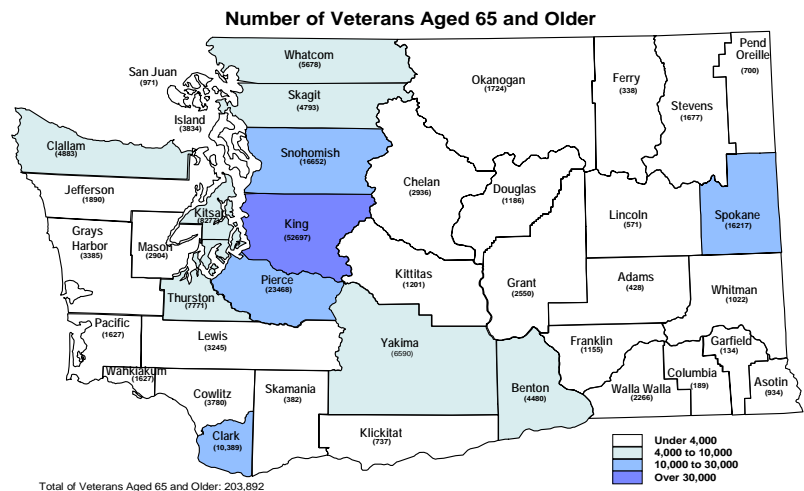 Number of Veterans Aged 65 and Older
Whatcom
(5678)
San Juan
(971)
Skagit
(4793)
Island
(3834)
Okanogan
(1724)
Ferry
(338)
Stevens
(1677)
Pend
Oreille
(700)
Clallam
(4883)
Snohomish
(16652)
Chelan
(2936)
Douglas
(1186)
Jefferson
(1890)
Kitsap
(8277)
King
(52697)
Lincoln
(571)
Spokane
(16217)
Grays
Harbor
(3385)
Mason
(2904)
Pierce
(23468)
Kittitas
(1201)
Grant
(2550)
Adams
(428)
Whitman
(1022)
Thurston
(7771)
Pacific
(1627)
Lewis
(3245)
Yakima
(6590)
Franklin
(1155)
Garfield
(134)
Wahkiakum
(1627)
Cowlitz
(3780)
Skamania
(382)
Benton
(4480)
Walla Walla
(2266)
Columbia
(189)
Asotin
(934)
Clark
(10,389)
Klickitat
(737)
Under 4,000
4,000 to 10,000
10,000 to 30,000
Over 30,000
Total of Veterans Aged 65 and Older: 203,892